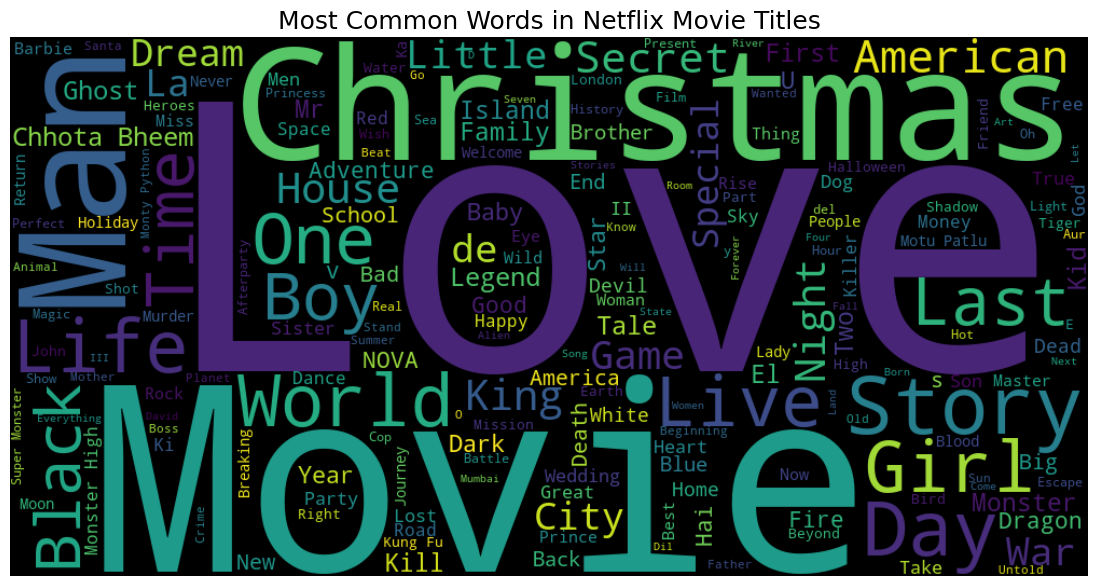 Most Common Words in Netflix Movie Titles
Barbie
Santa
Dream
Little
D
Secret
Present
River
First
American
Ka
Go
Christmas
Man
La
Never
Ghost
Men
Princess
Water
Seven
London
Film
Wanted
U
Free
Heroes
Mr
Island
History
Special
Thing
Art
Friend
Oh
Miss
Space
Red
Wish
Sea
Family
Brother
Let
Chhota Bheem
Beat
Welcome
Stories
Halloween
Return
Monty Python
Time
Love
Adventure
House
End
Room
Rise
Part
Dog
True
Kid
God
Light
Perfect
Holiday
School
Baby
II
Know
Sky
del
People
Shadow
Money
Tiger
Aur
One
Eye
Wild
Star
y
Forever
Four
Hour
Killer
Motu Patlu
Animal
Shot
Afterparty
v
Bad
de
Legend
Devil
Woman
Will
Night
Last
Magic
Murder
Boy
Real
Good
Happy
Tale
State
Two
Fall
E
Life
John
III
Sister
Stand
Summer
Alien
Song
Game
Lady
High
Hot
Dead
Next
NOVA
El
Show
Mother
Planet
Dance
World
King
America
Earth
Live
Land
Born
s
Son
Master
Story
Super Monster
Everything
Black
Rock
David
Boss
Ki
Movie
O
Mission
White
Women
Beginning
Old
Cop
Dark
Battle
Death
Heart
Blood
Girl
Big
Monster High
Breaking
Year
Journey
Mumbai
Wedding
Blue
Now
Sun
Come
Escape
Moon
Crime
Party
Right
Great
Home
Bird
Monster
Lost
Road
City
Best
Hai
Fire
Beyond
Day
Dragon
Kung Fu
Prince
Dil
War
New
Kill
Back
Father
Take
Untold